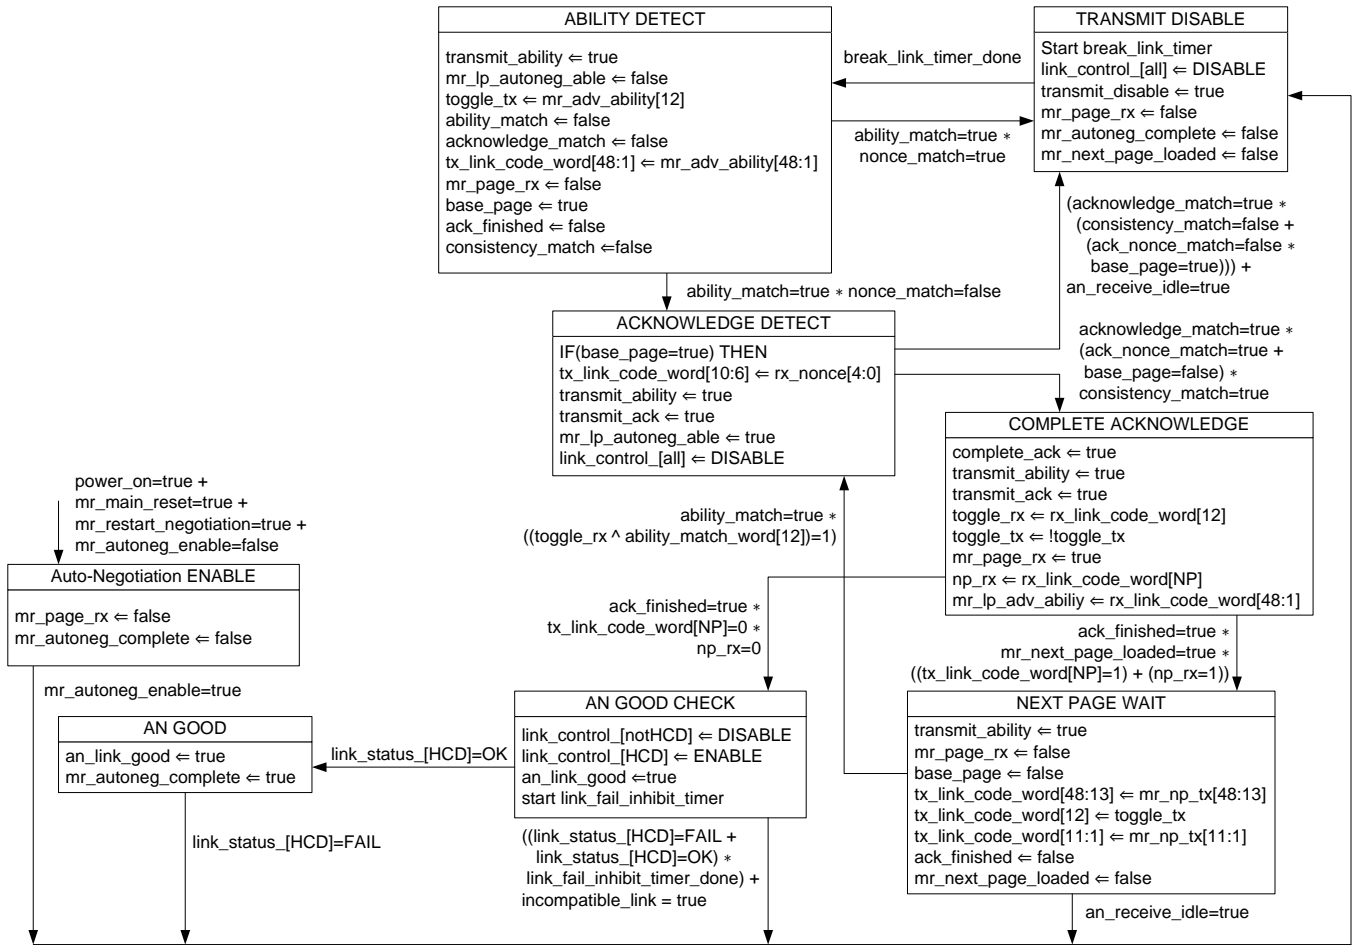 ABILITY DETECT
transmit_ability ⇐ true
mr_lp_autoneg_able ⇐ false
toggle_tx ⇐ mr_adv_ability[12]
ability_match ⇐ false
acknowledge_match ⇐ false
tx_link_code_word[48:1] ⇐ mr_adv_ability[48:1]
mr_page_rx ⇐ false
base_page ⇐ true
ack_finished ⇐ false
consistency_match ⇐false
break_link_timer_done
ability_match=true *
nonce_match=true
TRANSMIT DISABLE
Start break_link_timer
link_control_[all] ⇐ DISABLE
transmit_disable ⇐ true
mr_page_rx ⇐ false
mr_autoneg_complete ⇐ false
mr_next_page_loaded ⇐ false
ability_match=true * nonce_match=false
(acknowledge_match=true *
(consistency_match=false +
(ack_nonce_match=false *
base_page=true))) +
an_receive_idle=true
ACKNOWLEDGE DETECT
IF(base_page=true) THEN
tx_link_code_word[10:6] ⇐ rx_nonce[4:0]
transmit_ability ⇐ true
transmit_ack ⇐ true
mr_lp_autoneg_able ⇐ true
link_control_[all] ⇐ DISABLE
acknowledge_match=true *
(ack_nonce_match=true +
base_page=false) *
consistency_match=true
COMPLETE ACKNOWLEDGE
complete_ack ⇐ true
transmit_ability ⇐ true
transmit_ack ⇐ true
toggle_rx ⇐ rx_link_code_word[12]
toggle_tx ⇐ !toggle_tx
mr_page_rx ⇐ true
np_rx ⇐ rx_link_code_word[NP]
mr_lp_adv_abiliy ⇐ rx_link_code_word[48:1]
power_on=true +
mr_main_reset=true +
mr_restart_negotiation=true +
mr_autoneg_enable=false
ability_match=true *
((toggle_rx ^ ability_match_word[12])=1)
Auto-Negotiation ENABLE
mr_page_rx ⇐ false
mr_autoneg_complete ⇐ false
ack_finished=true *
tx_link_code_word[NP]=0 *
np_rx=0
ack_finished=true *
mr_next_page_loaded=true *
((tx_link_code_word[NP]=1) + (np_rx=1))
mr_autoneg_enable=true
AN GOOD
an_link_good ⇐ true
mr_autoneg_complete ⇐ true
link_status_[HCD]=OK
AN GOOD CHECK
link_control_[notHCD] ⇐ DISABLE
link_control_[HCD] ⇐ ENABLE
an_link_good ⇐true
start link_fail_inhibit_timer
NEXT PAGE WAIT
transmit_ability ⇐ true
mr_page_rx ⇐ false
base_page ⇐ false
tx_link_code_word[48:13] ⇐ mr_np_tx[48:13]
tx_link_code_word[12] ⇐ toggle_tx
tx_link_code_word[11:1] ⇐ mr_np_tx[11:1]
ack_finished ⇐ false
mr_next_page_loaded ⇐ false
link_status_[HCD]=FAIL
((link_status_[HCD]=FAIL +
link_status_[HCD]=OK) *
link_fail_inhibit_timer_done) +
incompatible_link = true
an_receive_idle=true